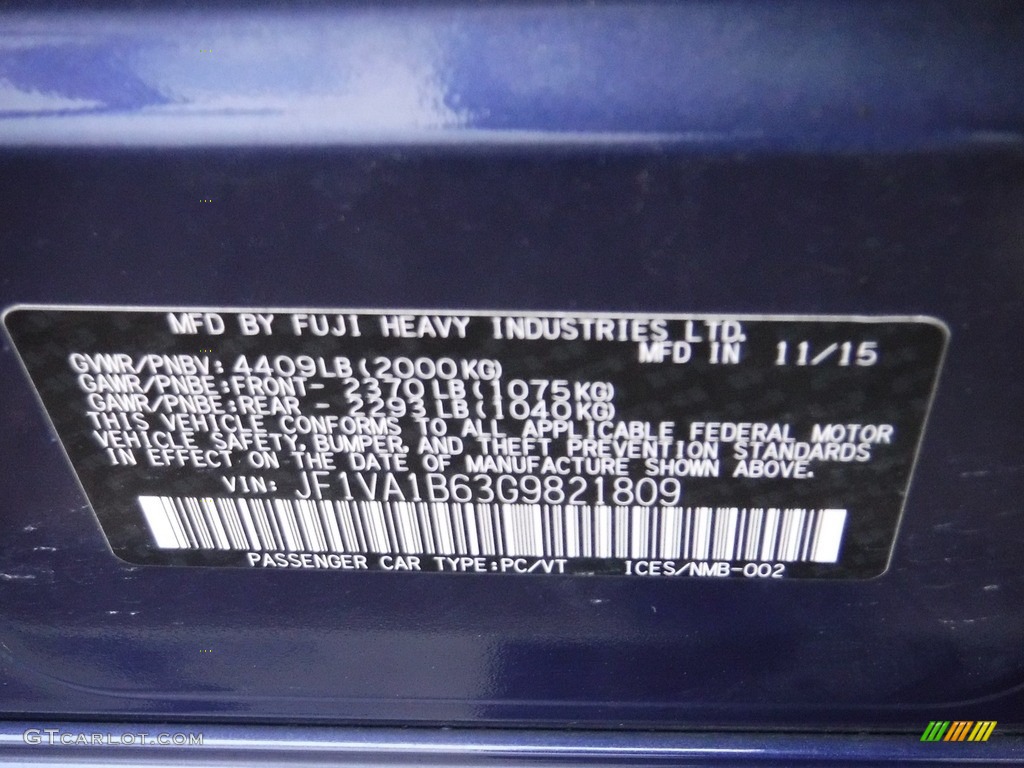 MFD BY FUJI HEAVY INDUSTRIES LTD.
MFD IN 11/15
GVWR/PNBV: 4409LB(2000KG)
GAWR/PNBE:FRONT- 2370LB(1075KG)
GAWR/PNBE:REAR - 2293LB(1040KG)
THIS VEHICLE CONFORMS TO ALL APPLICABLE FEDERAL MOTOR
VEHICLE SAFETY, BUMPER, AND THEFT PREVENTION STANDARDS
IN EFFECT ON THE DATE OF MANUFACTURE SHOWN ABOVE.
VIN: JF1VA1B63G9821809
PASSENGER CAR TYPE:PC/VT ICES/NMB-002
GTCARLOT.COM